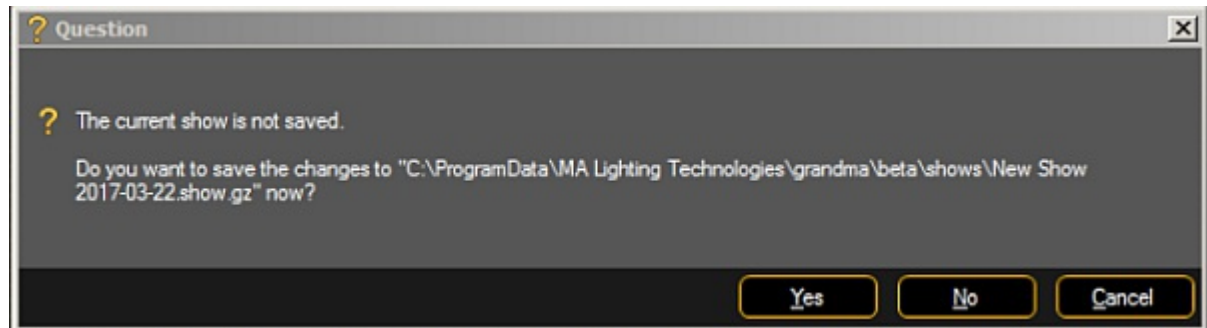 Question
The current show is not saved.
Do you want to save the changes to "C:\ProgramData\MA Lighting Technologies\grandma\beta\shows\New Show
2017-03-22.show.gz" now?
Yes No Cancel